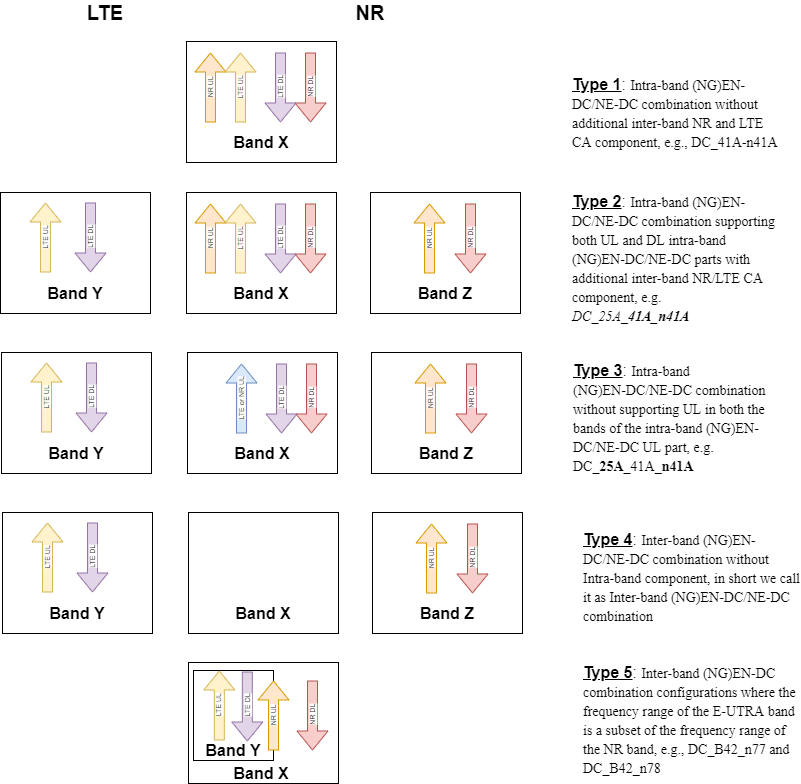 LTE
NR
NR UL
LTE UL
LTE DL
NR DL
Band X
Type 1: Intra-band (NG)EN-
DC/NE-DC combination without
additional inter-band NR and LTE
CA component, e.g., DC_41A-n41A
LTE UL
LTE DL
Band Y
NR UL
LTE UL
LTE DL
NR DL
Band X
NR UL
NR DL
Band Z
Type 2: Intra-band (NG)EN-
DC/NE-DC combination supporting
both UL and DL intra-band
(NG)EN-DC/NE-DC parts with
additional inter-band NR/LTE CA
component, e.g.
DC_25A_41A_n41A
LTE UL
LTE DL
Band Y
LTE or NR UL
LTE DL
NR DL
Band X
NR UL
NR DL
Band Z
Type 3: Intra-band
(NG)EN-DC/NE-DC combination
without supporting UL in both the
bands of the intra-band (NG)EN-
DC/NE-DC UL part, e.g.
DC_25A_41A_n41A
LTE UL
LTE DL
Band Y
Band X
NR UL
NR DL
Band Z
Type 4: Inter-band (NG)EN-
DC/NE-DC combination without
Intra-band component, in short we call
it as Inter-band (NG)EN-DC/NE-DC
combination
LTE UL
LTE DL
NR UL
NR DL
Band Y
Band X
Type 5: Inter-band (NG)EN-DC
combination configurations where the
frequency range of the E-UTRA band
is a subset of the frequency range of
the NR band, e.g., DC_B42_n77 and
DC_B42_n78